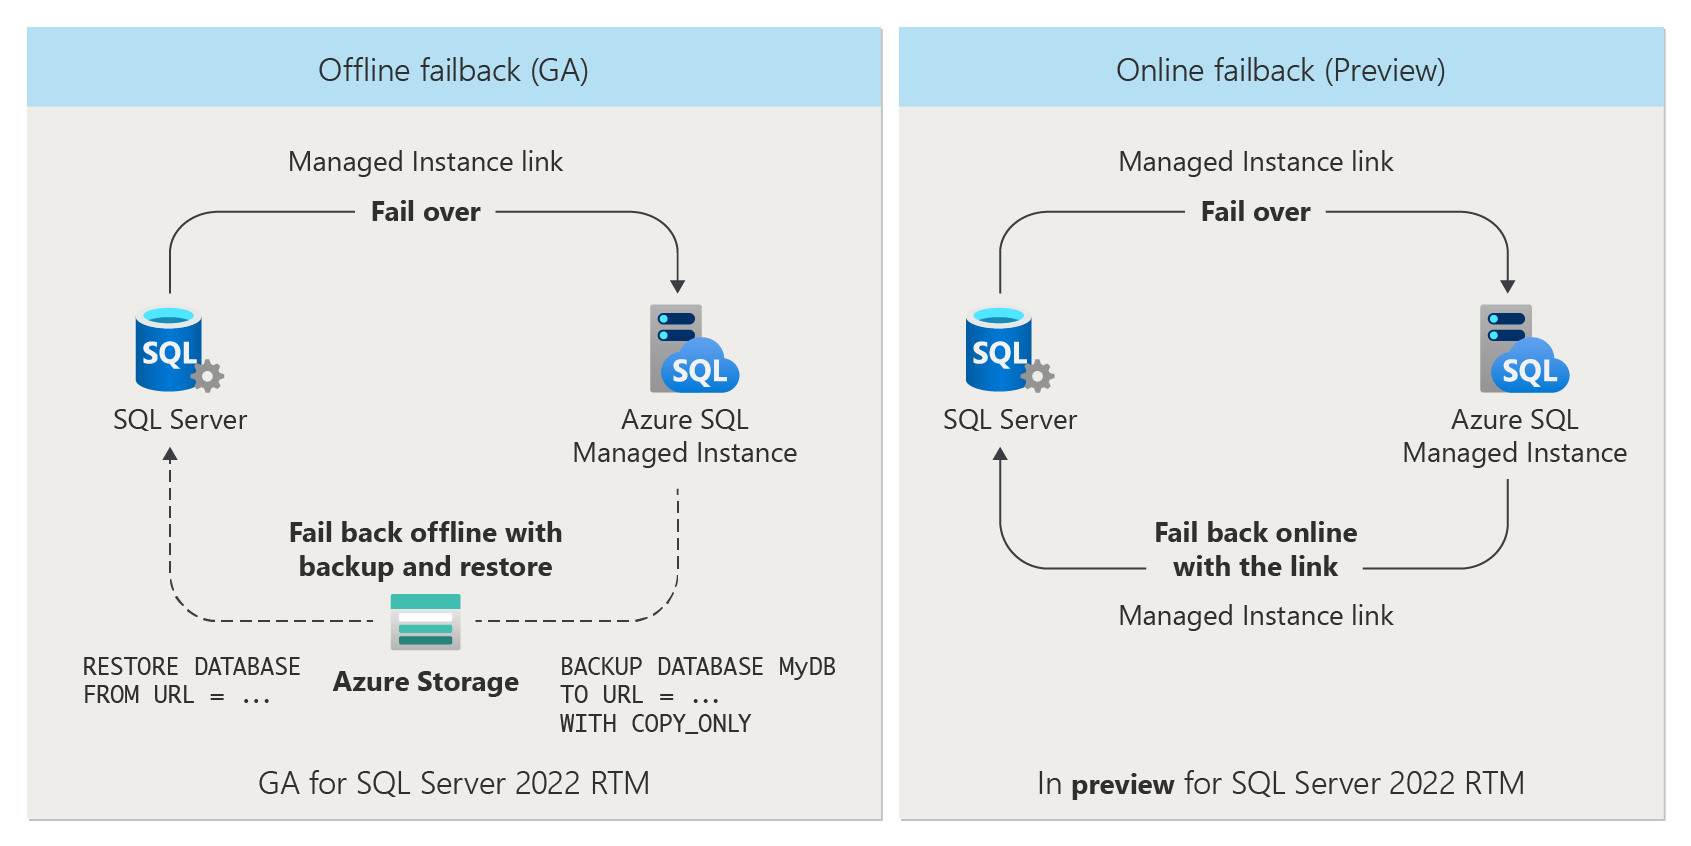 Offline failback (GA)
Managed Instance link
Fail over
SQL
SQL
SQL Server
Azure SQL
Managed Instance
Fail back offline with
backup and restore
RESTORE DATABASE
FROM URL = ...
Azure Storage
BACKUP DATABASE MyDB
TO URL = ...
WITH COPY_ONLY
GA for SQL Server 2022 RTM
Online failback (Preview)
Managed Instance link
Fail over
SQL
SQL
SQL Server
Azure SQL
Managed Instance
Fail back online
with the link
Managed Instance link
In preview for SQL Server 2022 RTM